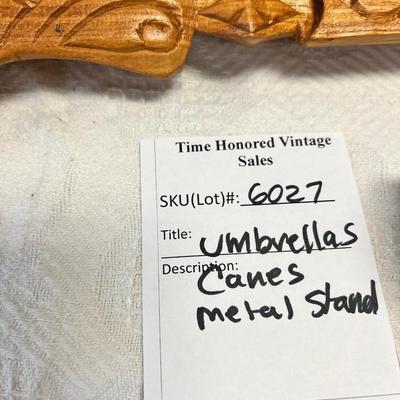 Time Honored Vintage
Sales
SKU(Lot)#: 6027
Title: Umbrellas
Description:
Canes
metal Stand